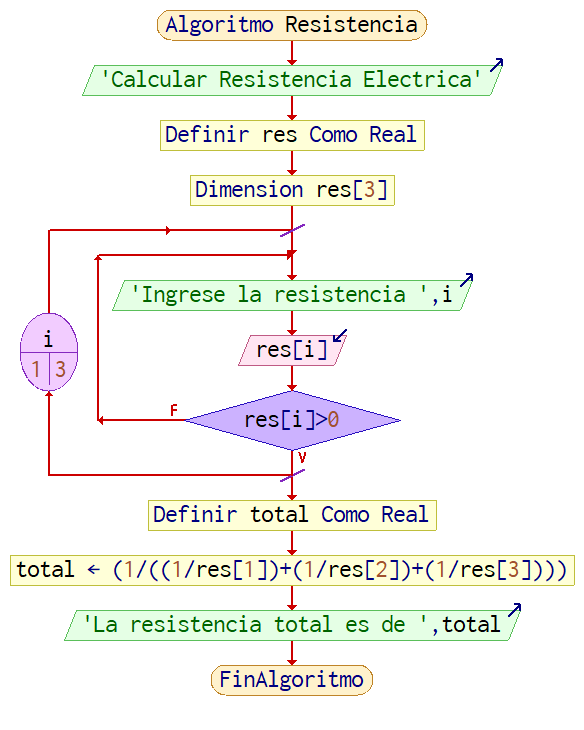 Algoritmo Resistencia
'Calcular Resistencia Electrica'
Definir res Como Real
Dimension res[3]
'Ingrese la resistencia ',i
i
1 3
res[i]
F
res[i]>0
V
Definir total Como Real
total ← (1/((1/res[1])+(1/res[2])+(1/res[3])))
'La resistencia total es de ',total
FinAlgoritmo